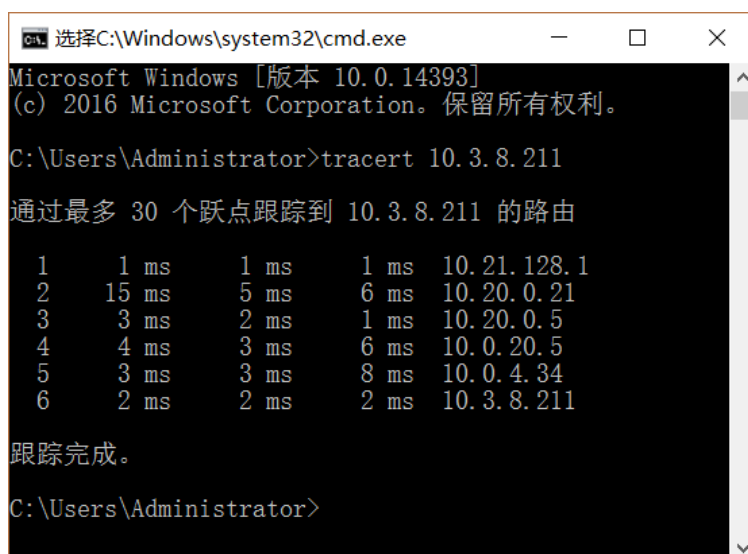 选择C:\Windows\system32\cmd.exe
Microsoft Windows [版本 10.0.14393]
(c) 2016 Microsoft Corporation。保留所有权利。
C:\Users\Administrator>tracert 10.3.8.211
通过最多 30 个跃点跟踪到 10.3.8.211 的路由
1 1 ms 1 ms 1 ms 10.21.128.1
2 15 ms 5 ms 6 ms 10.20.0.21
3 3 ms 2 ms 1 ms 10.20.0.5
4 4 ms 3 ms 6 ms 10.0.20.5
5 3 ms 3 ms 8 ms 10.0.4.34
6 2 ms 2 ms 2 ms 10.3.8.211
跟踪完成。
C:\Users\Administrator>